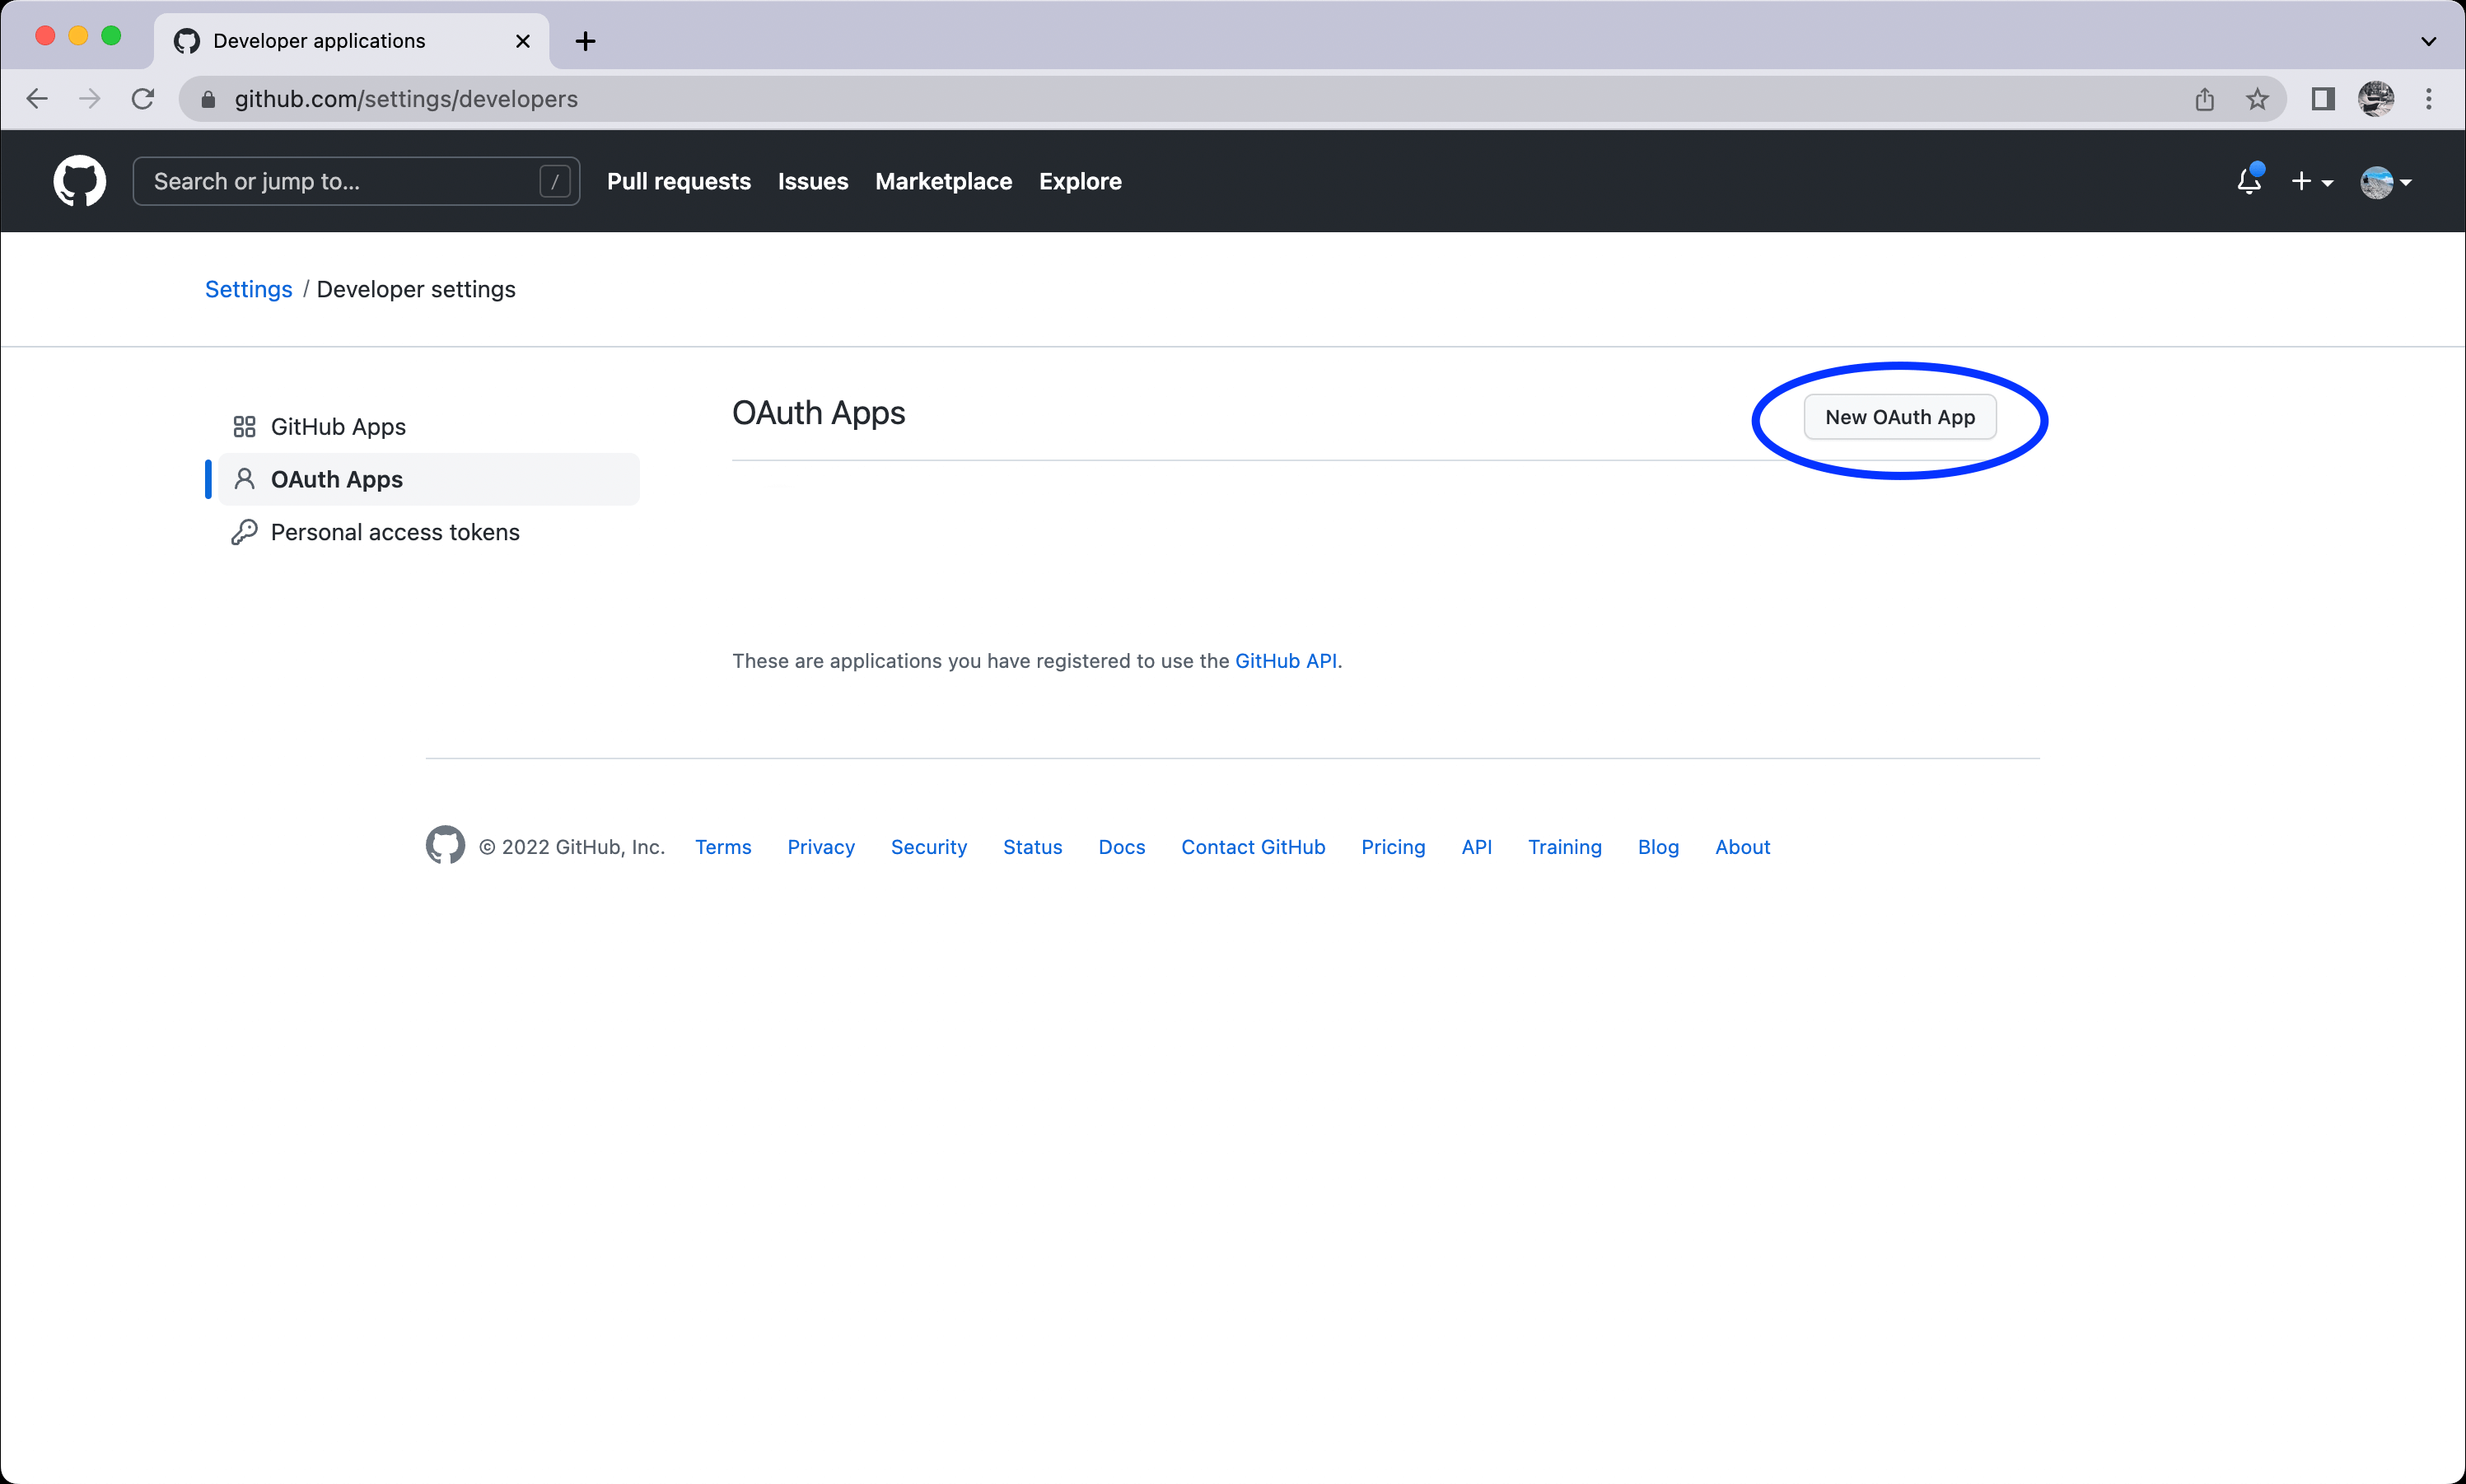 Developer applications
github.com/settings/developers
Search or jump to... / Pull requests Issues Marketplace Explore
Settings / Developer settings
OAuth Apps New OAuth App
GitHub Apps
OAuth Apps
Personal access tokens
These are applications you have registered to use the GitHub API.
© 2022 GitHub, Inc. Terms Privacy Security Status Docs Contact GitHub Pricing API Training Blog About